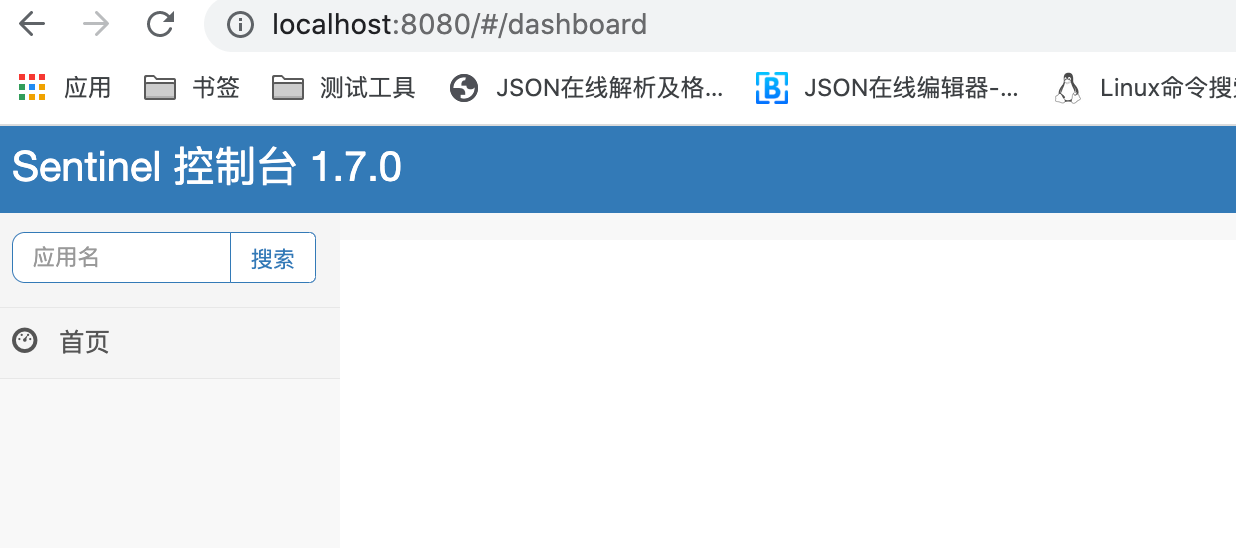 localhost:8080/#/dashboard
应用 书签 测试工具 JSON在线解析及格... JSON在线编辑器-... Linux命令搜
Sentinel 控制台 1.7.0
应用名 搜索
首页